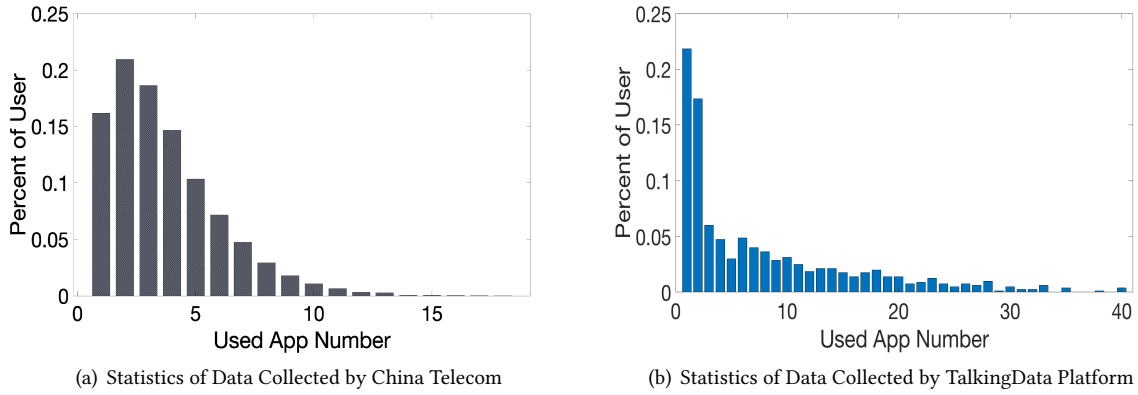 0.25
0.2
0.15
0.1
0.05
0
Percent of User
0 5 10 15
Used App Number
(a) Statistics of Data Collected by China Telecom
0.25
0.2
0.15
0.1
0.05
0
Percent of User
0 10 20 30 40
Used App Number
(b) Statistics of Data Collected by TalkingData Platform